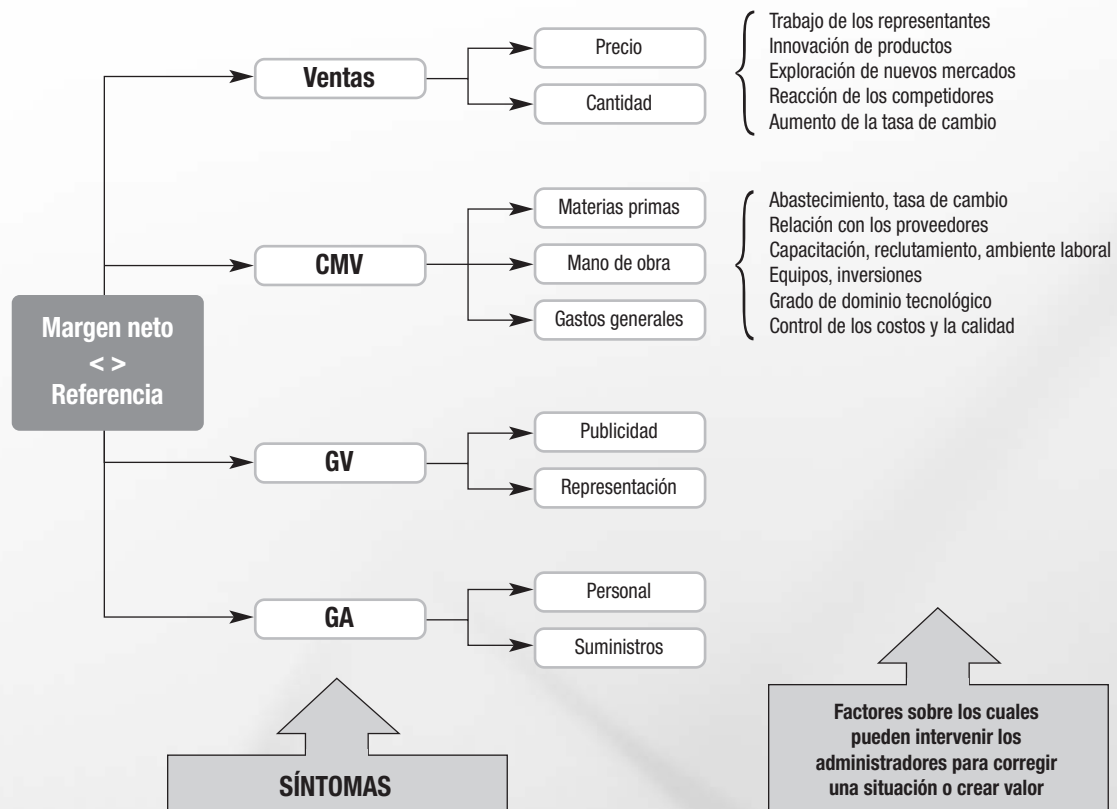 Ventas
Precio
Cantidad
Trabajo de los representantes
Innovación de productos
Exploración de nuevos mercados
Reacción de los competidores
Aumento de la tasa de cambio
CMV
Materias primas
Mano de obra
Gastos generales
Abastecimiento, tasa de cambio
Relación con los proveedores
Capacitación, reclutamiento, ambiente laboral
Equipos, inversiones
Grado de dominio tecnológico
Control de los costos y la calidad
Margen neto
< >
Referencia
GV
Publicidad
Representación
GA
Personal
Suministros
SÍNTOMAS
Factores sobre los cuales
pueden intervenir los
administradores para corregir
una situación o crear valor